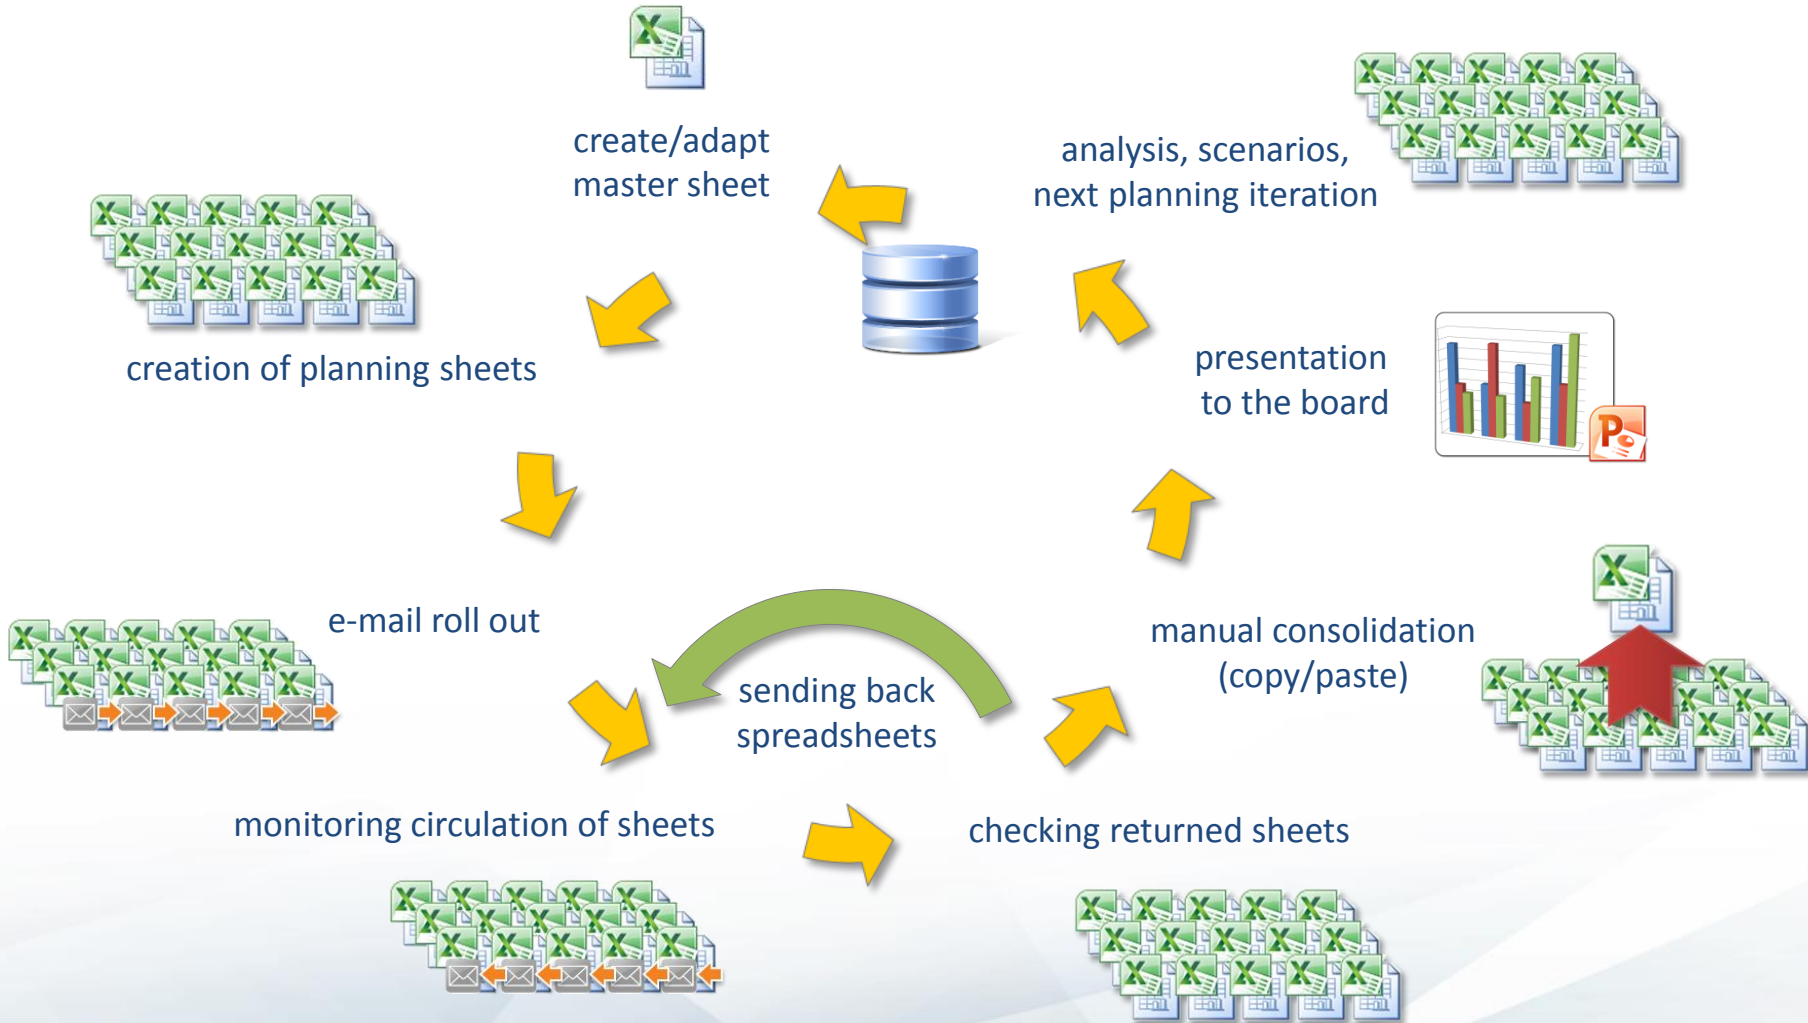 create/adapt
master sheet
analysis, scenarios,
next planning iteration
creation of planning sheets
presentation
to the board
e-mail roll out
sending back
spreadsheets
manual consolidation
(copy/paste)
monitoring circulation of sheets
checking returned sheets